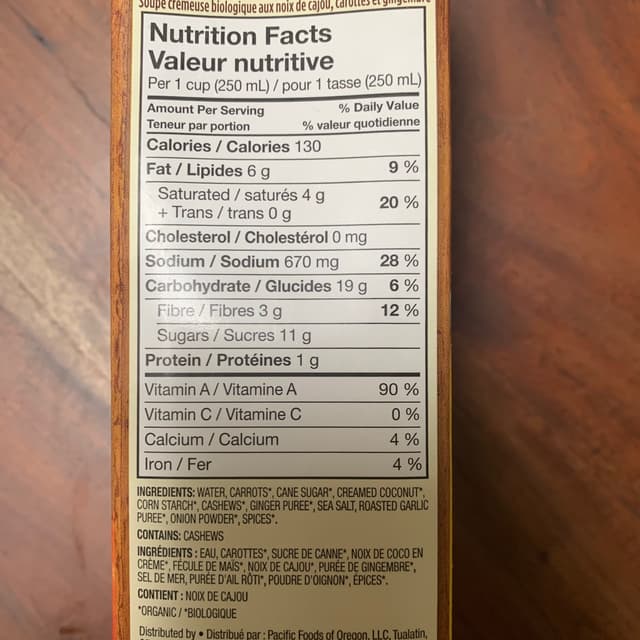 Soupe crémeuse biologique aux noix de cajou, carottes et gingembre
Nutrition Facts
Valeur nutritive
Per 1 cup (250 mL) / pour 1 tasse (250 mL)
Amount Per Serving % Daily Value
Teneur par portion % valeur quotidienne
Calories / Calories 130
Fat / Lipides 6 g 9 %
Saturated / saturés 4 g
+ Trans / trans 0 g 20 %
Cholesterol / Cholestérol 0 mg
Sodium / Sodium 670 mg 28 %
Carbohydrate / Glucides 19 g 6 %
Fibre / Fibres 3 g 12 %
Sugars / Sucres 11 g
Protein / Protéines 1 g
Vitamin A / Vitamine A 90 %
Vitamin C / Vitamine C 0 %
Calcium / Calcium 4 %
Iron / Fer 4 %
INGREDIENTS: WATER, CARROTS*, CANE SUGAR*, CREAMED COCONUT*,
CORN STARCH*, CASHEWS*, GINGER PUREE*, SEA SALT, ROASTED GARLIC
PUREE*, ONION POWDER*, SPICES*.
CONTAINS: CASHEWS
INGRÉDIENTS : EAU, CAROTTES*, SUCRE DE CANNE*, NOIX DE COCO EN
CRÈME*, FÉCULE DE MAÏS*, NOIX DE CAJOU*, PURÉE DE GINGEMBRE*,
SEL DE MER, PURÉE D'AIL RÔTI*, POUDRE D'OIGNON*, ÉPICES*.
CONTIENT : NOIX DE CAJOU
*ORGANIC / *BIOLOGIQUE
Distributed by • Distribué par : Pacific Foods of Oregon, LLC, Tualatin,